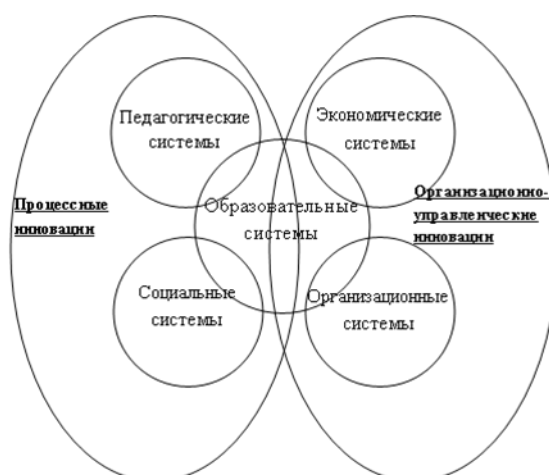 Педагогические
системы
Экономические
системы
Процессные
инновации
Образовательные
системы
Организационно-
управленческие
инновации
Социальные
системы
Организационные
системы